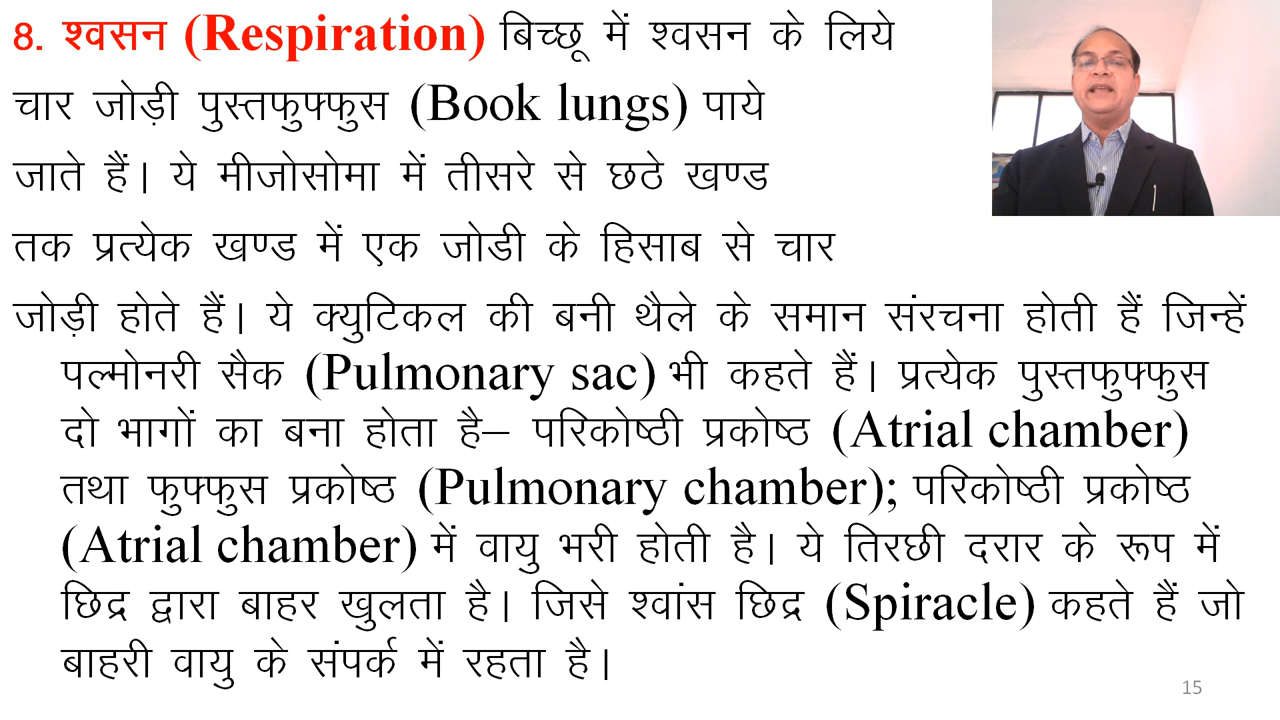 8. श्वसन (Respiration) बिच्छू में श्वसन के लिये
चार जोड़ी पुस्तफुफ्फुस (Book lungs) पाये
जाते हैं। ये मीजोसोमा में तीसरे से छठे खण्ड
तक प्रत्येक खण्ड में एक जोडी के हिसाब से चार
जोड़ी होते हैं। ये क्युटिकल की बनी थैले के समान संरचना होती हैं जिन्हें
पल्मोनरी सैक (Pulmonary sac) भी कहते हैं। प्रत्येक पुस्तफुफ्फुस
दो भागों का बना होता है– परिकोष्ठी प्रकोष्ठ (Atrial chamber)
तथा फुफ्फुस प्रकोष्ठ (Pulmonary chamber); परिकोष्ठी प्रकोष्ठ
(Atrial chamber) में वायु भरी होती है। ये तिरछी दरार के रूप में
छिद्र द्वारा बाहर खुलता है। जिसे श्वांस छिद्र (Spiracle) कहते हैं जो
बाहरी वायु के संपर्क में रहता है।
15